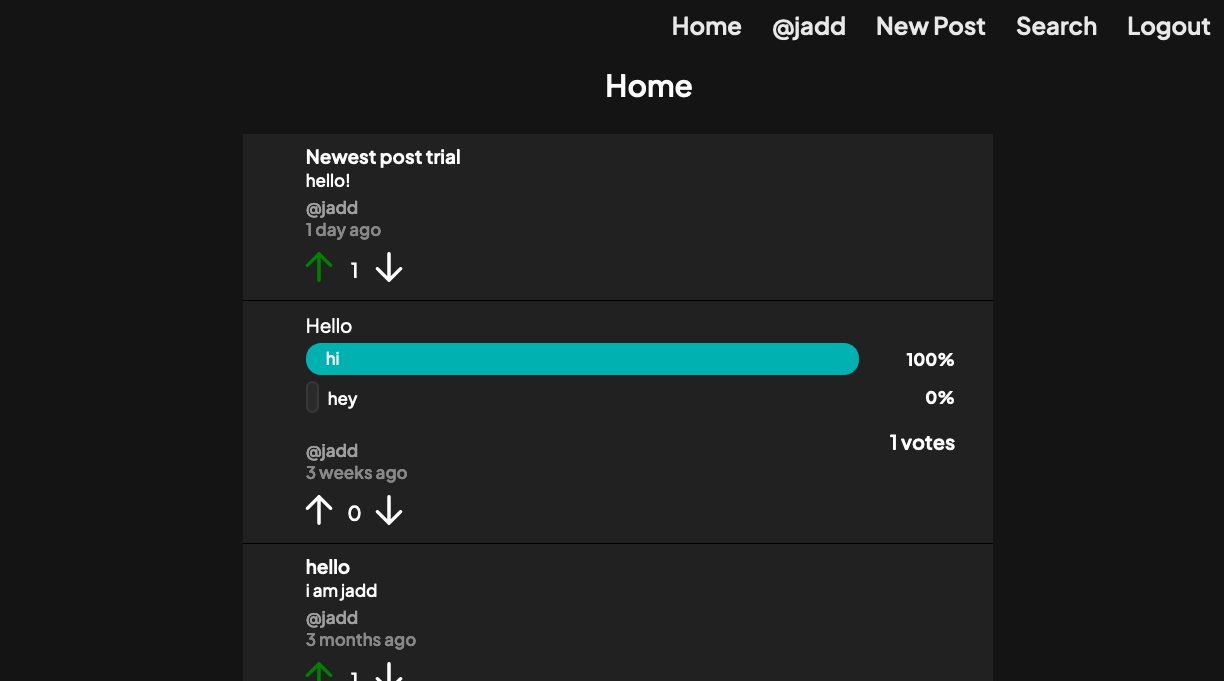 Home @jadd New Post Search Logout
Home
Newest post trial
hello!
@jadd
1 day ago
1
Hello
hi 100%
hey 0%
1 votes
@jadd
3 weeks ago
0
hello
i am jadd
@jadd
3 months ago
1